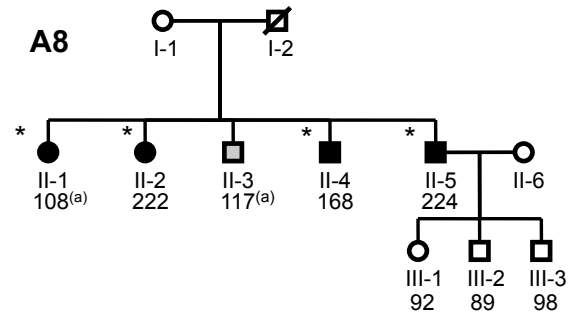 A8
I-1 I-2
* * * *
II-1 II-2 II-3 II-4 II-5 II-6
108(a) 222 117(a) 168 224
III-1 III-2 III-3
92 89 98